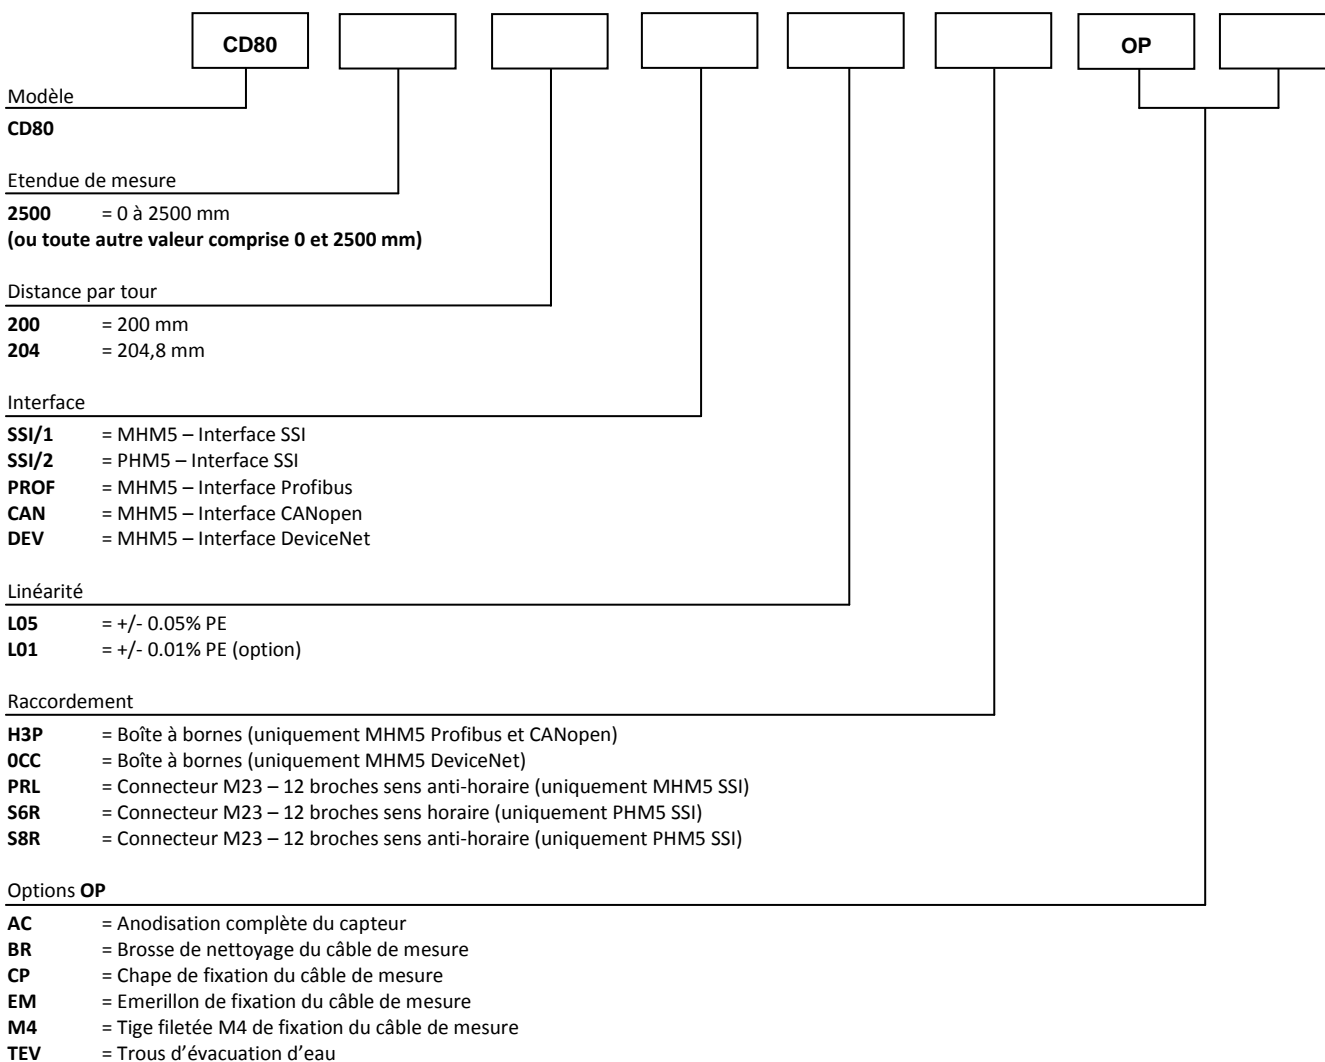 CD80 OP
Modèle
CD80
Etendue de mesure
2500 = 0 à 2500 mm
(ou toute autre valeur comprise 0 et 2500 mm)
Distance par tour
200 = 200 mm
204 = 204,8 mm
Interface
SSI/1 = MHM5 – Interface SSI
SSI/2 = PHM5 – Interface SSI
PROF = MHM5 – Interface Profibus
CAN = MHM5 – Interface CANopen
DEV = MHM5 – Interface DeviceNet
Linéarité
L05 = +/- 0.05% PE
L01 = +/- 0.01% PE (option)
Raccordement
H3P = Boîte à bornes (uniquement MHM5 Profibus et CANopen)
0CC = Boîte à bornes (uniquement MHM5 DeviceNet)
PRL = Connecteur M23 – 12 broches sens anti-horaire (uniquement MHM5 SSI)
S6R = Connecteur M23 – 12 broches sens horaire (uniquement PHM5 SSI)
S8R = Connecteur M23 – 12 broches sens anti-horaire (uniquement PHM5 SSI)
Options OP
AC = Anodisation complète du capteur
BR = Brosse de nettoyage du câble de mesure
CP = Chape de fixation du câble de mesure
EM = Emerillon de fixation du câble de mesure
M4 = Tige filetée M4 de fixation du câble de mesure
TEV = Trous d'évacuation d'eau